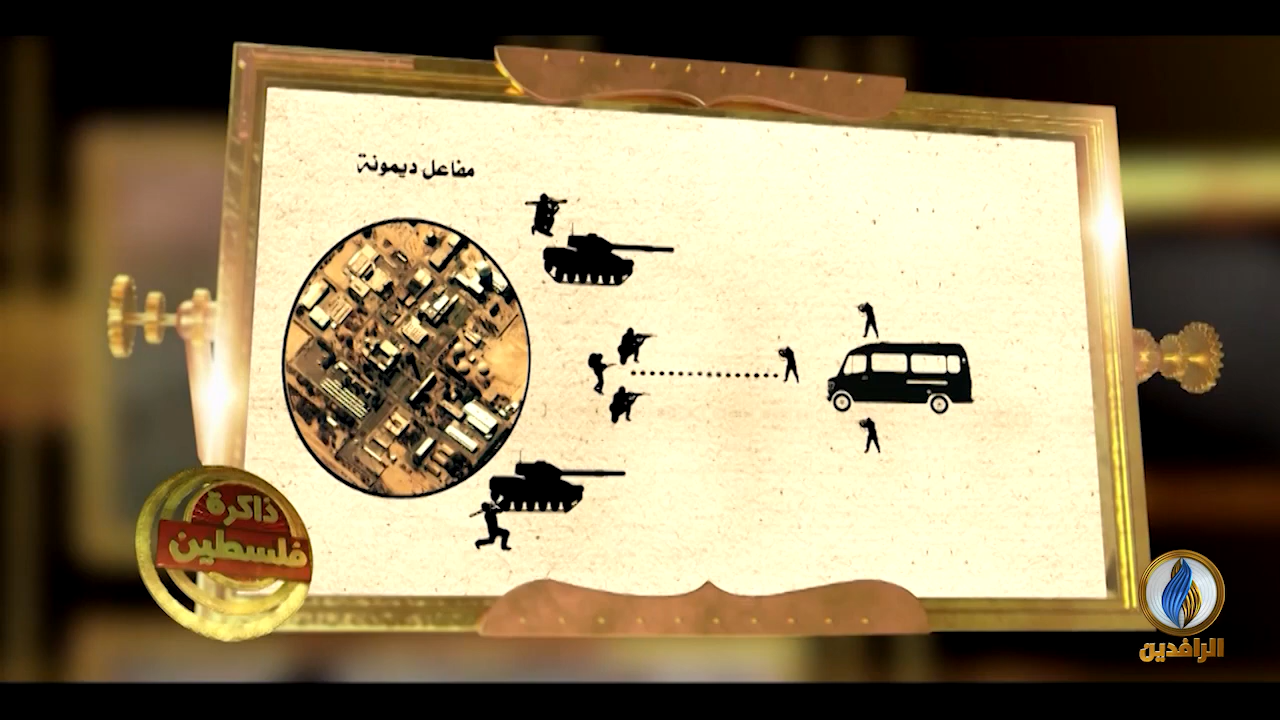 مفاعل ديمونة
ذاكرة
فلسطين
الرافدين